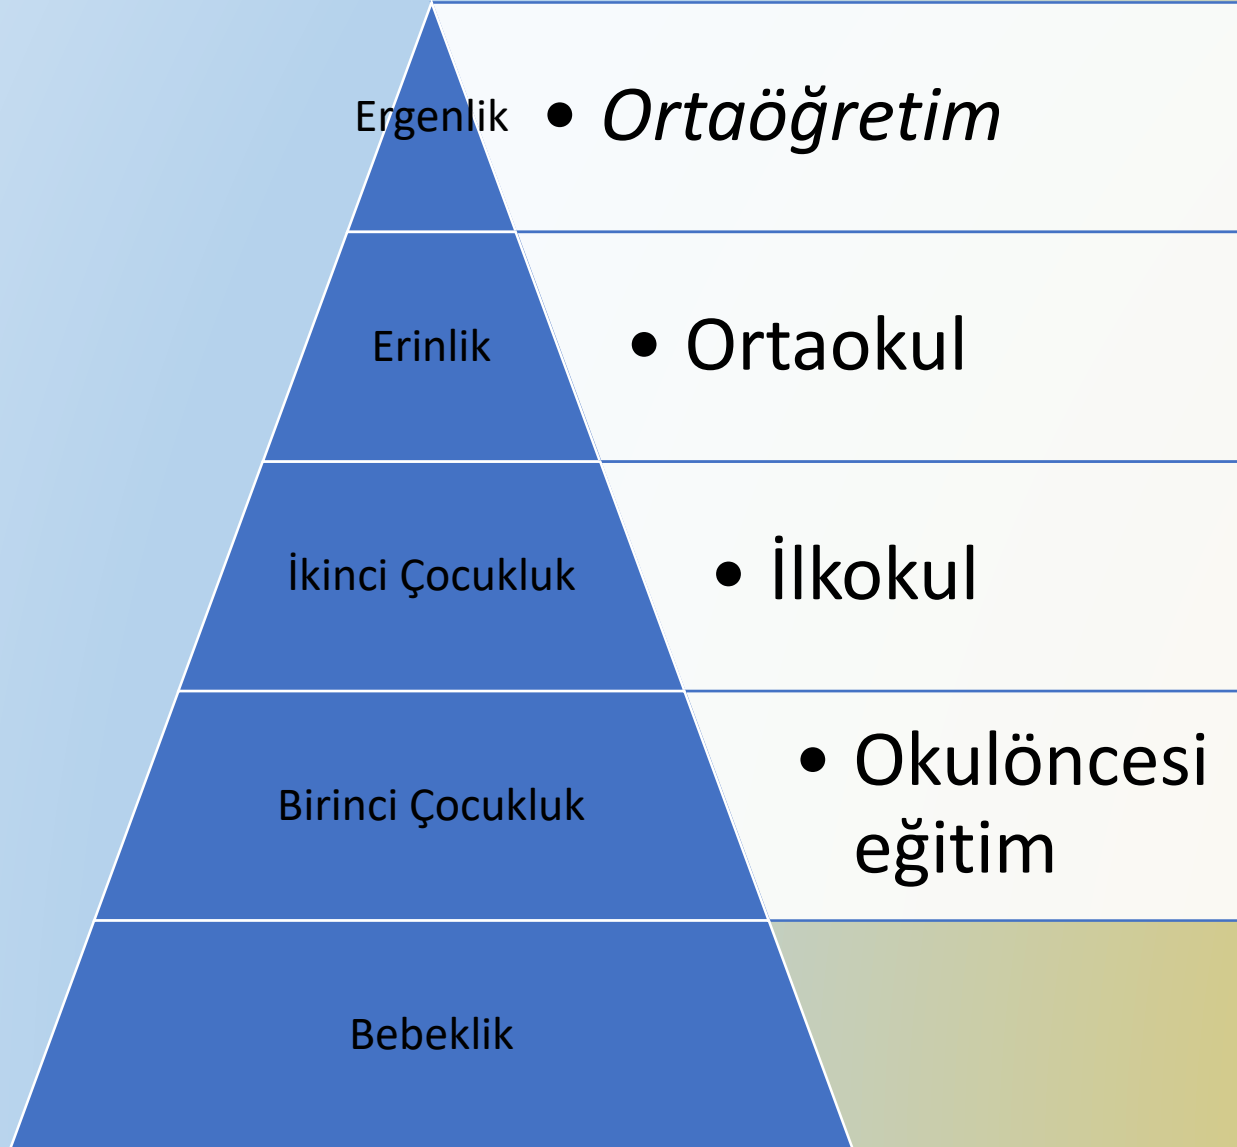 Ergenlik • Ortaöğretim
Erinlik • Ortaokul
İkinci Çocukluk • İlkokul
Birinci Çocukluk • Okulöncesi
eğitim
Bebeklik